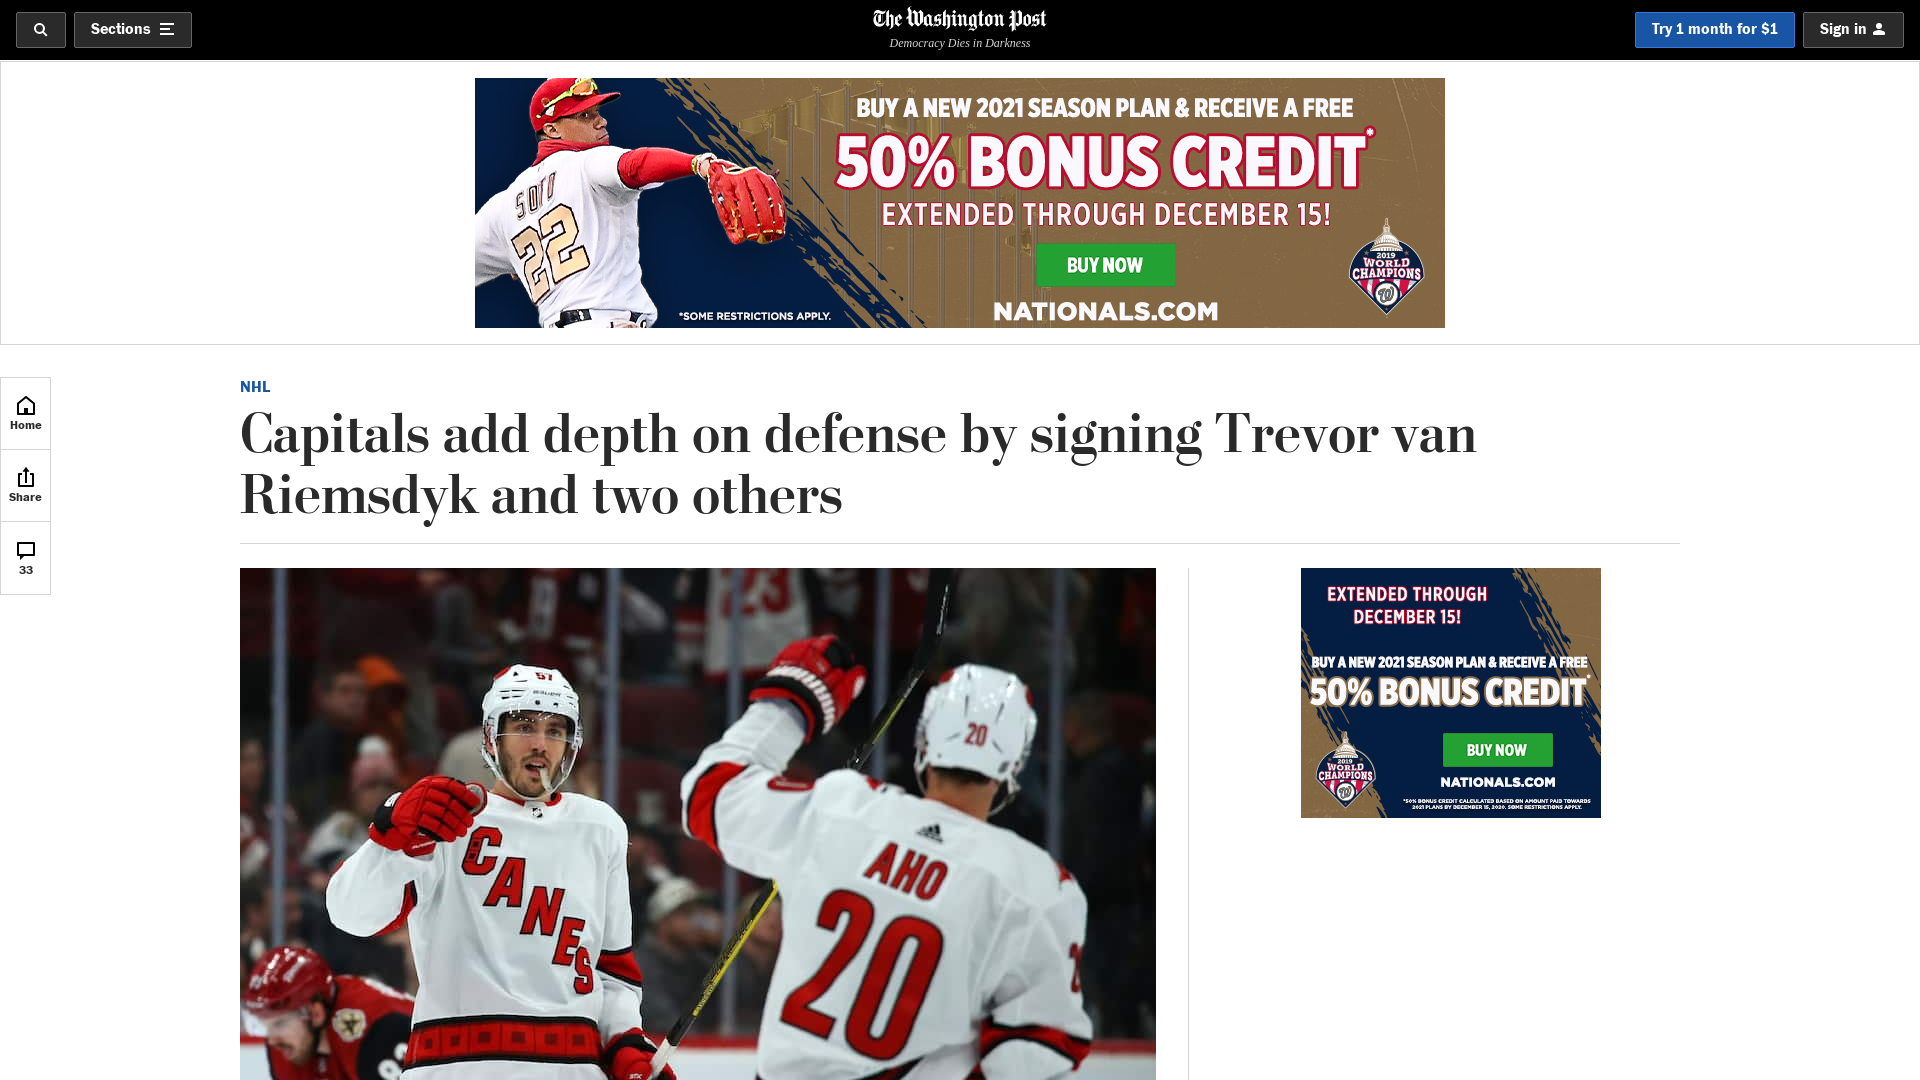 Sections
The Washington Post
Democracy Dies in Darkness
Try 1 month for $1
Sign in
BUY A NEW 2021 SEASON PLAN & RECEIVE A FREE
50% BONUS CREDIT*
EXTENDED THROUGH DECEMBER 15!
BUY NOW
NATIONALS.COM
*SOME RESTRICTIONS APPLY.
22
2019
WORLD
CHAMPIONS
W
Home
Share
33
NHL
Capitals add depth on defense by signing Trevor van
Riemsdyk and two others
57
BAUER
CANES
20
AHO
20
EXTENDED THROUGH
DECEMBER 15!
BUY A NEW 2021 SEASON PLAN & RECEIVE A FREE
50% BONUS CREDIT*
BUY NOW
NATIONALS.COM
2019
WORLD
CHAMPIONS
W
*50% BONUS CREDIT CALCULATED BASED ON AMOUNT PAID TOWARDS
2021 PLANS BY DECEMBER 15, 2020. SOME RESTRICTIONS APPLY.